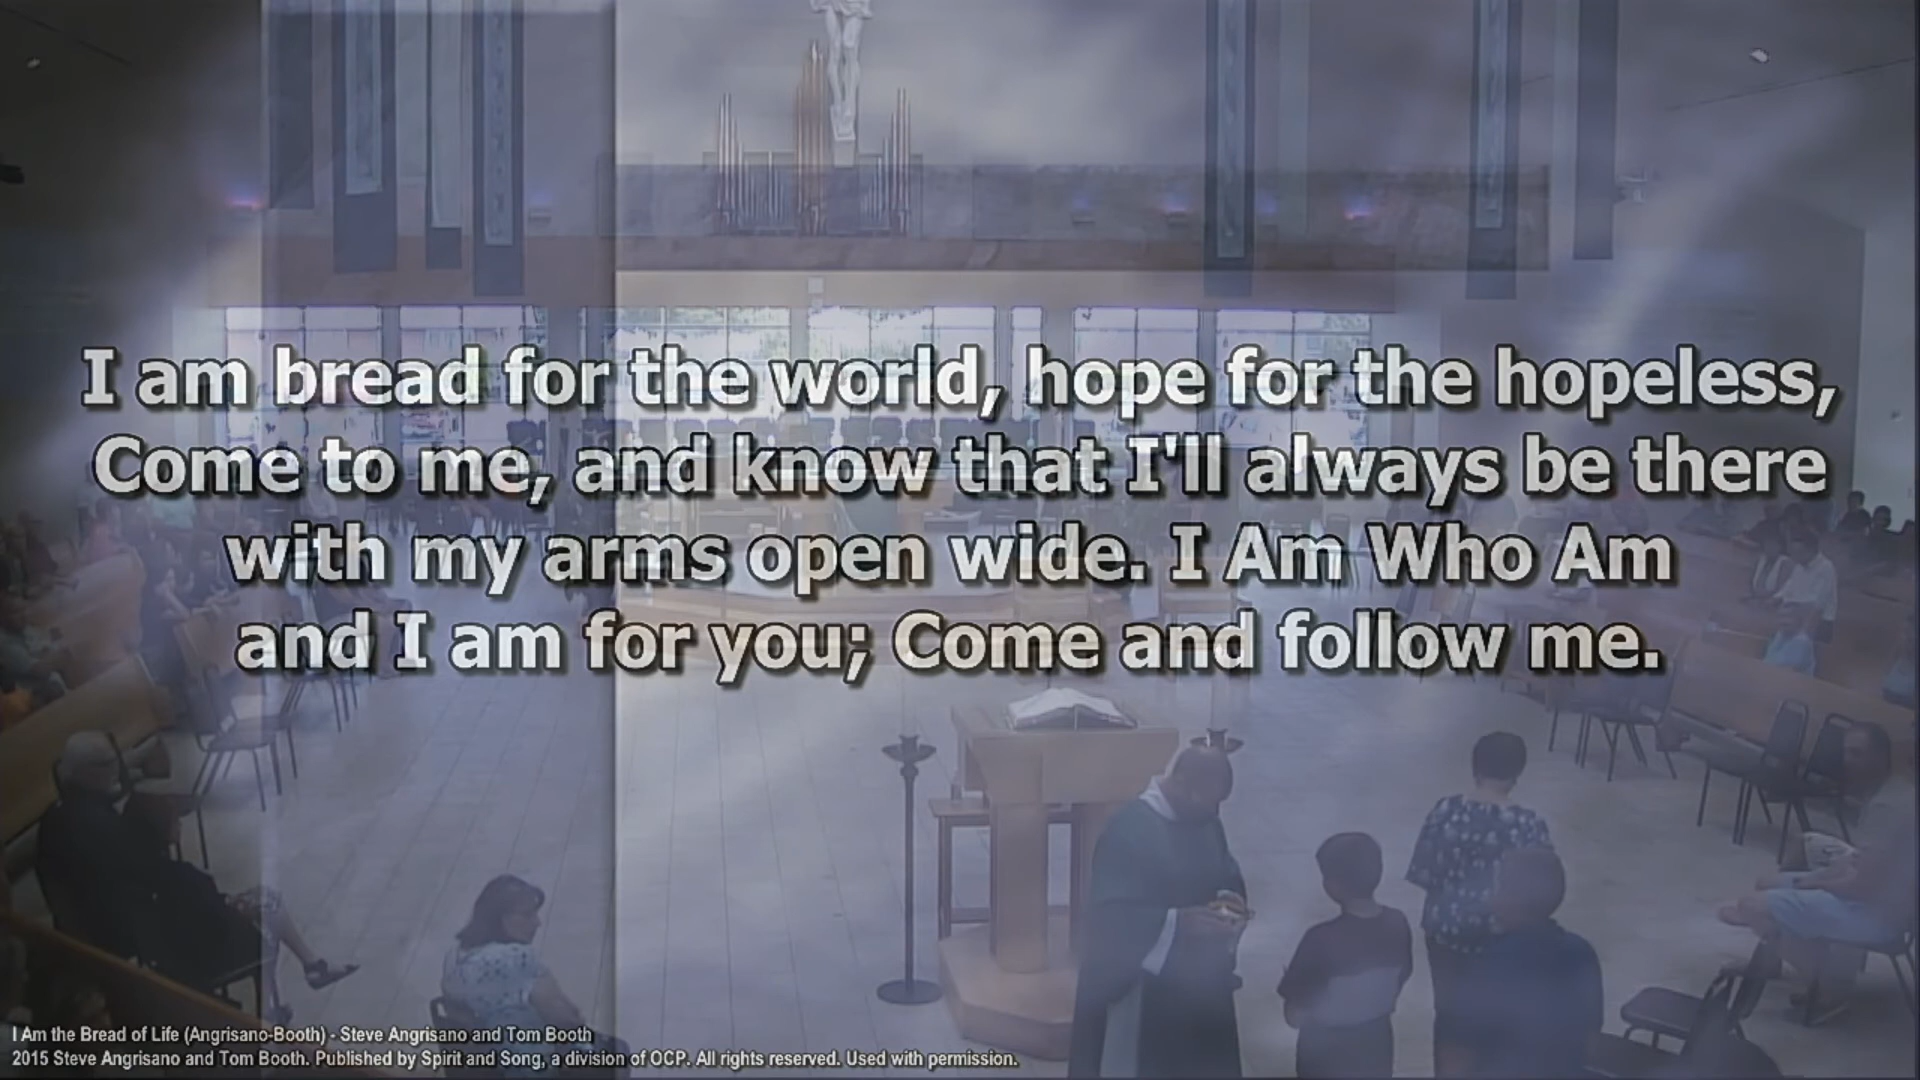 I am bread for the world, hope for the hopeless,
Come to me, and know that I'll always be there
with my arms open wide. I Am Who Am
and I am for you; Come and follow me.
I Am the Bread of Life (Angrisano-Booth) - Steve Angrisano and Tom Booth
2015 Steve Angrisano and Tom Booth. Published by Spirit and Song, a division of OCP. All rights reserved. Used with permission.